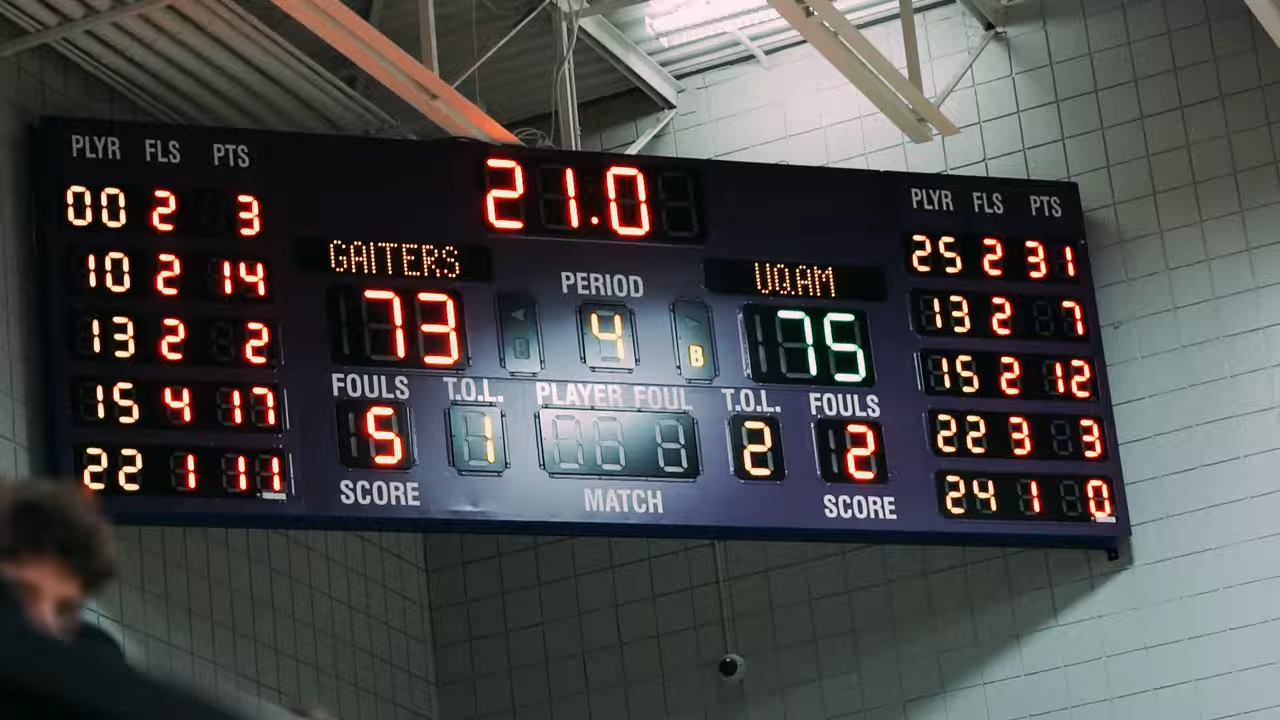 PLYR FLS PTS
00 2 3
10 2 14
13 2 2
15 4 17
22 1 11
21.0
GAITERS
73
PERIOD
4
B
UQAM
75
FOULS
5
T.O.L.
1
PLAYER FOUL
T.O.L.
2
FOULS
2
SCORE
MATCH
SCORE
PLYR FLS PTS
25 2 31
13 2 7
15 2 12
22 3 3
24 1 0